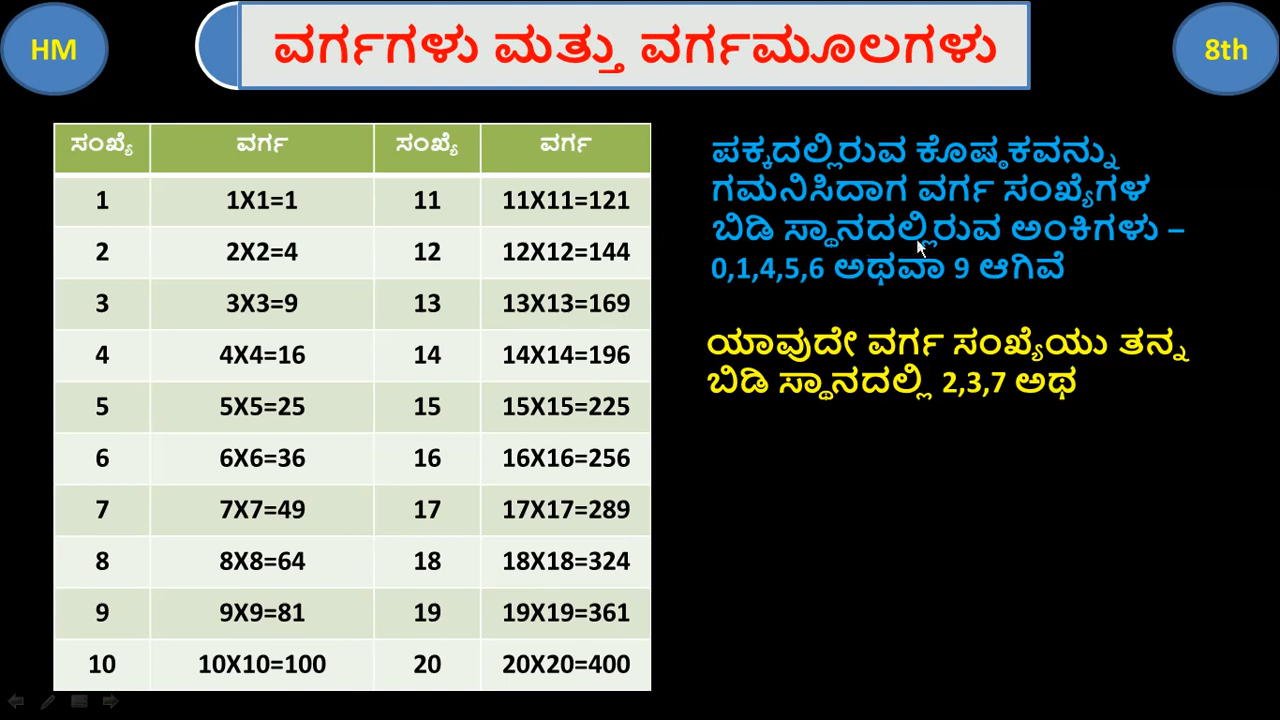 HM
ವರ್ಗಗಳು ಮತ್ತು ವರ್ಗಮೂಲಗಳು
8th
ಸಂಖ್ಯೆ ವರ್ಗ ಸಂಖ್ಯೆ ವರ್ಗ
1 1X1=1 11 11X11=121
2 2X2=4 12 12X12=144
3 3X3=9 13 13X13=169
4 4X4=16 14 14X14=196
5 5X5=25 15 15X15=225
6 6X6=36 16 16X16=256
7 7X7=49 17 17X17=289
8 8X8=64 18 18X18=324
9 9X9=81 19 19X19=361
10 10X10=100 20 20X20=400
ಪಕ್ಕದಲ್ಲಿರುವ ಕೊಷ್ಠಕವನ್ನು
ಗಮನಿಸಿದಾಗ ವರ್ಗ ಸಂಖ್ಯೆಗಳ
ಬಿಡಿ ಸ್ಥಾನದಲ್ಲಿರುವ ಅಂಕಿಗಳು –
0,1,4,5,6 ಅಥವಾ 9 ಆಗಿವೆ
ಯಾವುದೇ ವರ್ಗ ಸಂಖ್ಯೆಯು ತನ್ನ
ಬಿಡಿ ಸ್ಥಾನದಲ್ಲಿ 2,3,7 ಅಥ